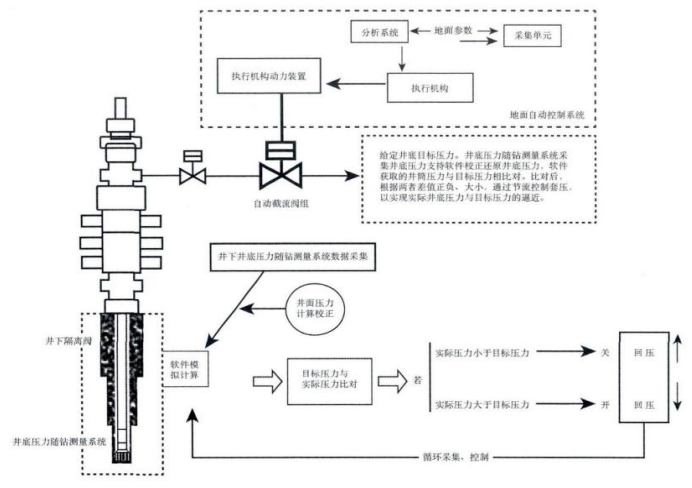 分析系统
地面参数
采集单元
执行机构动力装置
执行机构
地面自动控制系统
给定井底目标压力。井底压力随钻测量系统采
集井底压力支持软件校正还原井底压力，软件
获取的井筒压力与目标压力相比对。比对后，
根据两者差值正负、大小，通过节流控制套压，
以实现实际井底压力与目标压力的逼近。
自动截流阀组
井下井底压力随钻测量系统数据采集
井面压力
计算校正
井下隔离阀
软件模
拟计算
目标压力与
实际压力比对
若
实际压力小于目标压力
关
回压
实际压力大于目标压力
开
回压
井底压力随钻测量系统
循环采集、控制